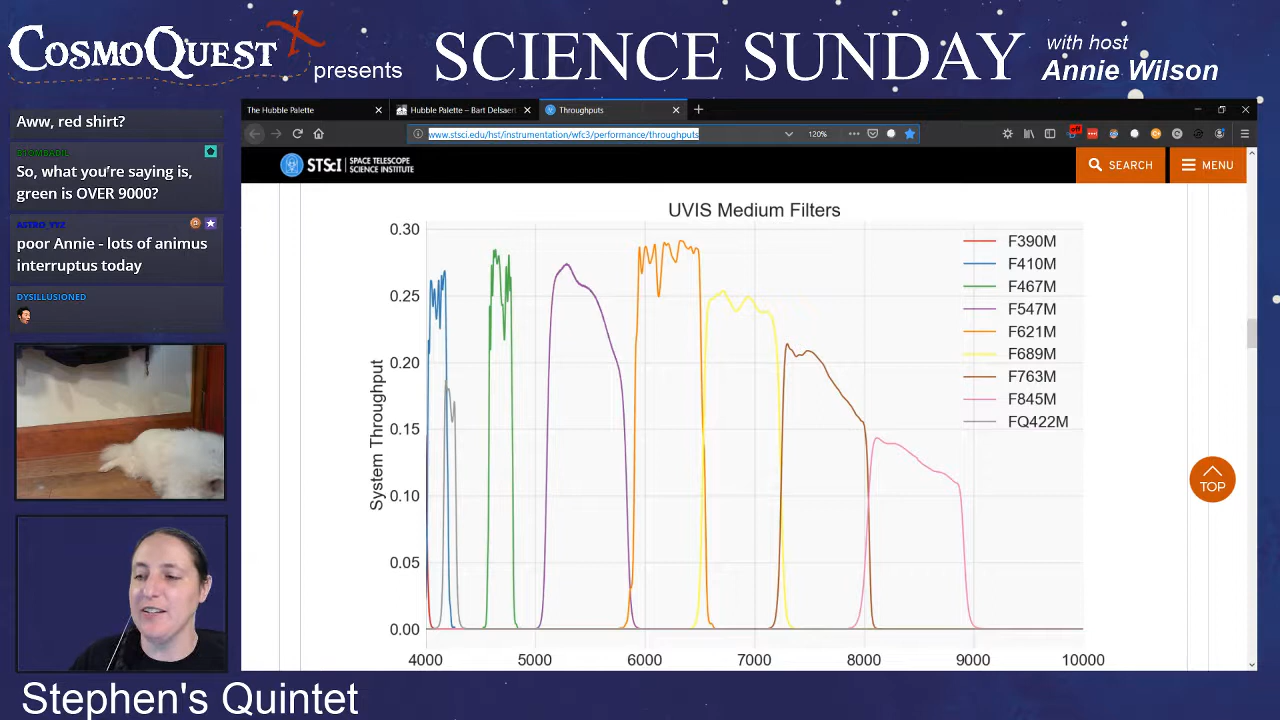 COSMOQUEST X
presents
SCIENCE SUNDAY
with host
Annie Wilson
Aww, red shirt?
So, what you're saying is,
green is OVER 9000?
ASTRO_YYZ
poor Annie - lots of animus
interruptus today
DYSILLUSIONED
The Hubble Palette
Hubble Palette – Bart Delsaert
Throughputs
www.stsci.edu/hst/instrumentation/wfc3/performance/throughputs
120%
off
STScI
SPACE TELESCOPE
SCIENCE INSTITUTE
SEARCH
MENU
UVIS Medium Filters
System Throughput
0.30
0.25
0.20
0.15
0.10
0.05
0.00
F390M
F410M
F467M
F547M
F621M
F689M
F763M
F845M
FQ422M
4000
5000
6000
7000
8000
9000
10000
TOP
Stephen's Quintet